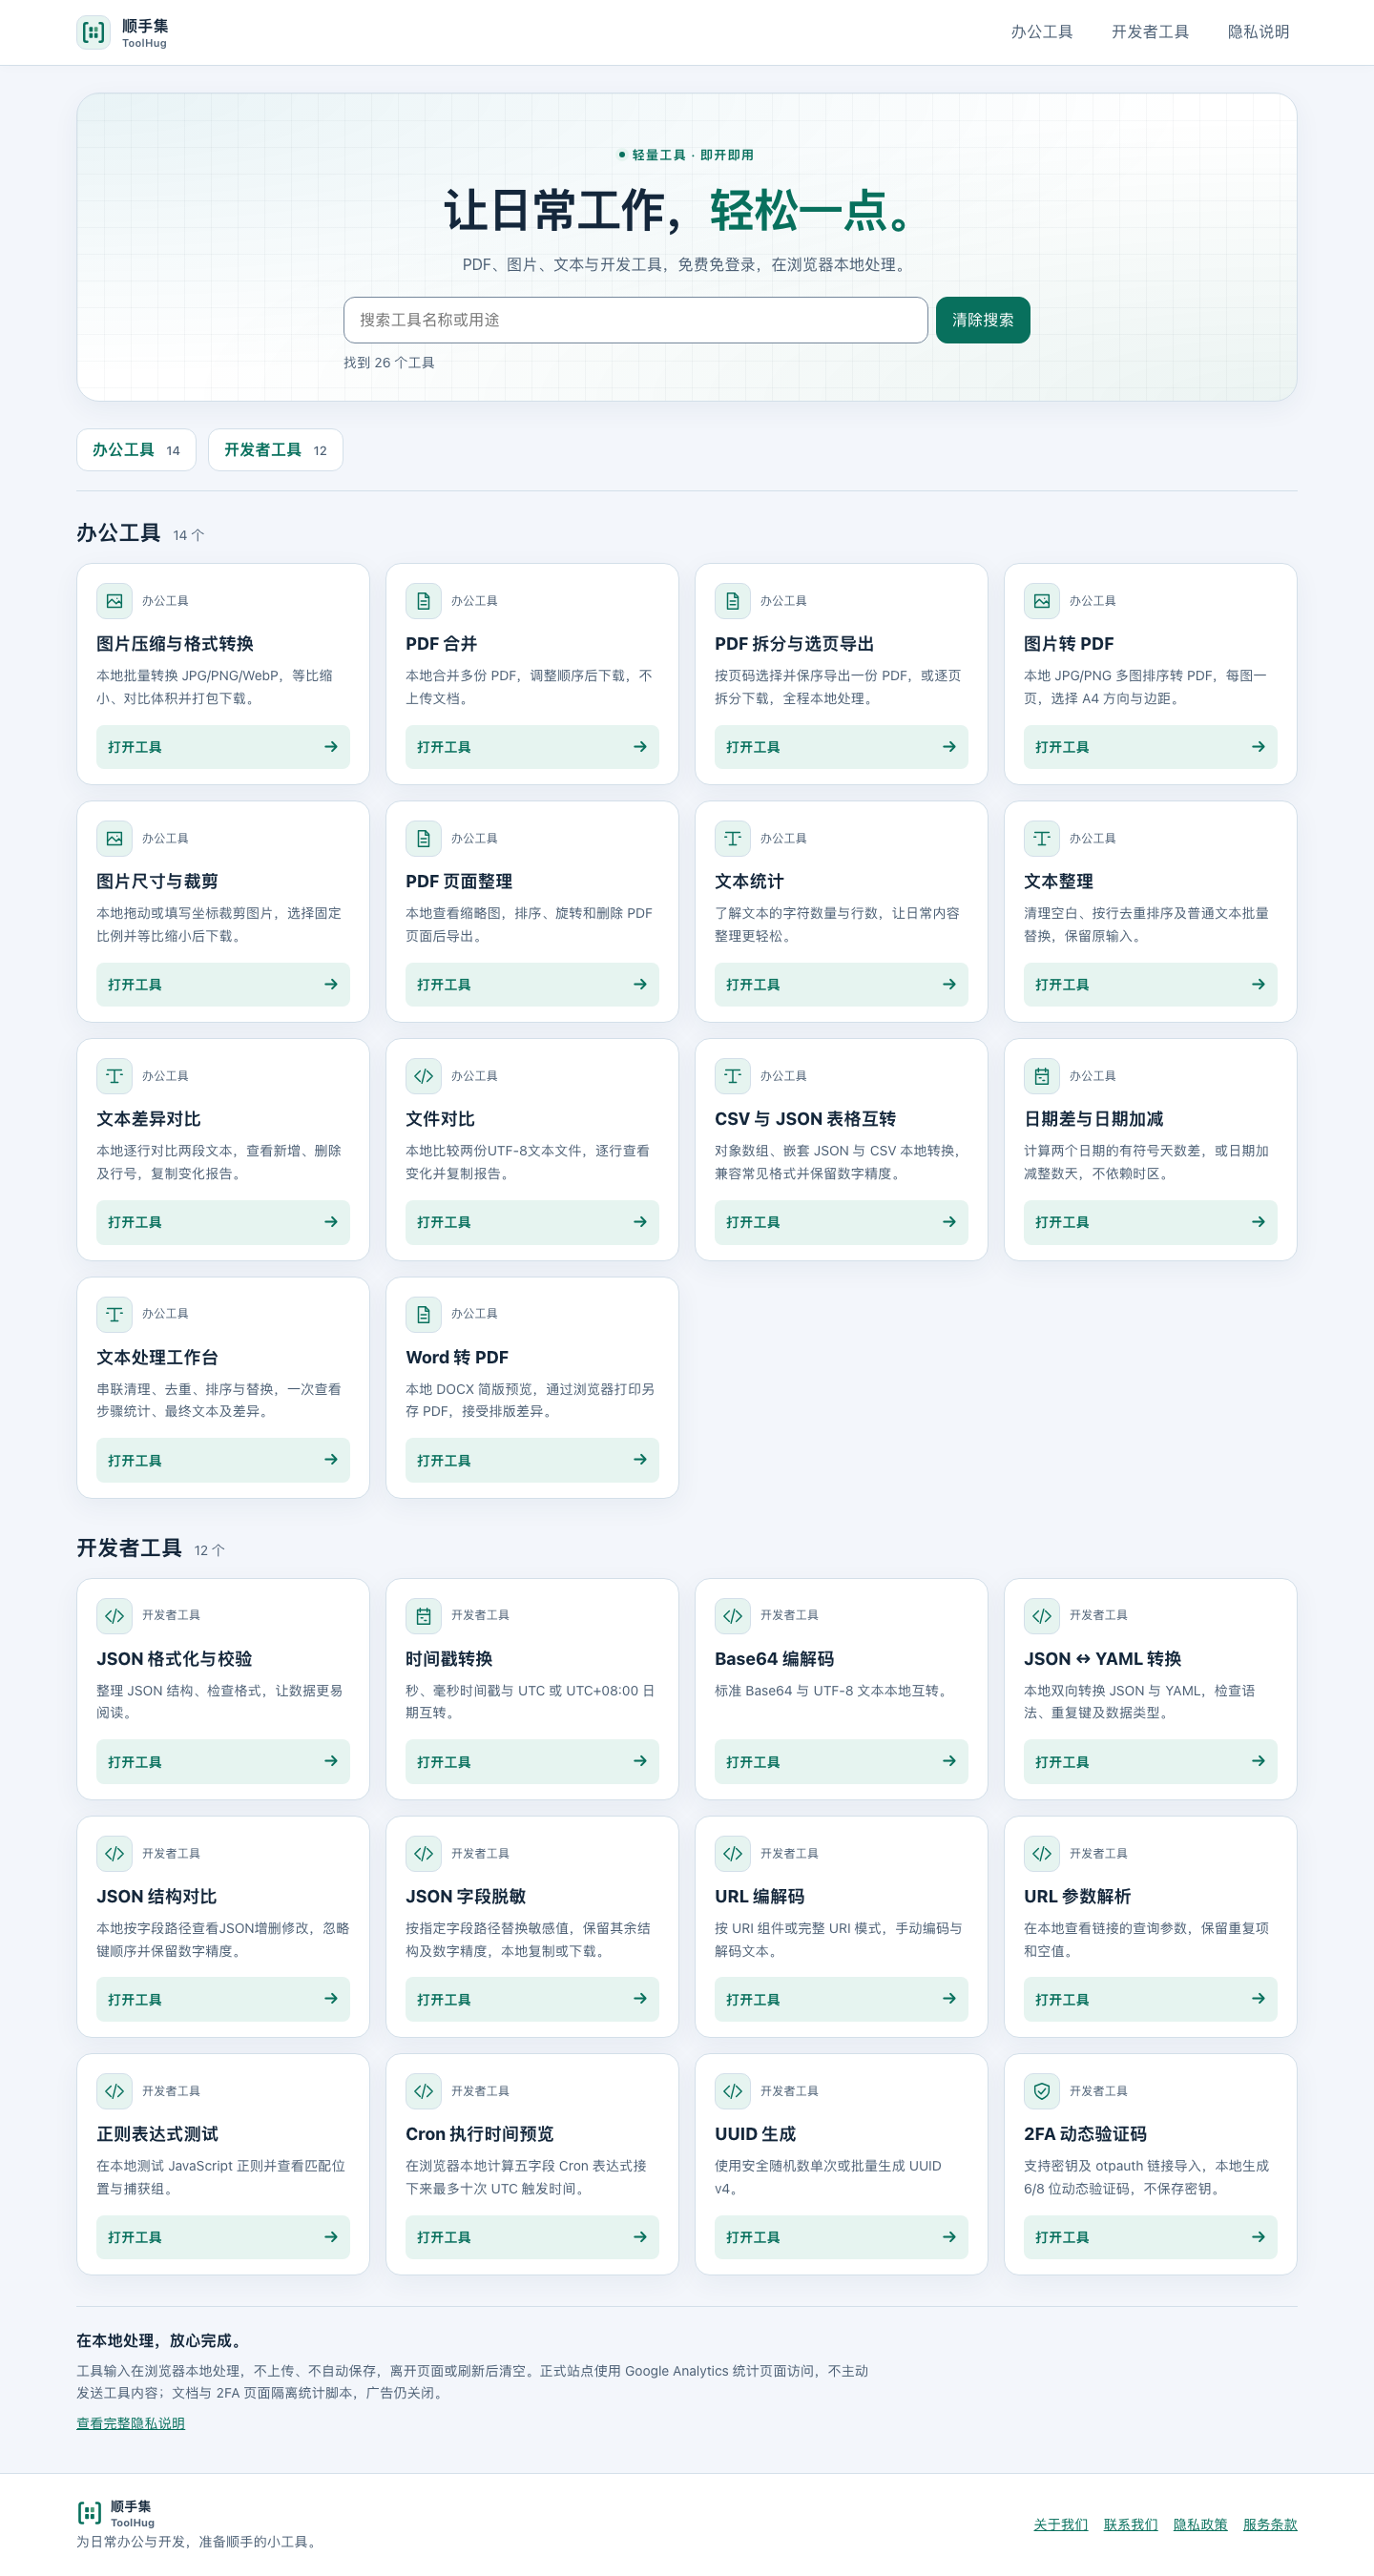 顺手集
ToolHug
办公工具
开发者工具
隐私说明
轻量工具 · 即开即用
让日常工作，轻松一点。
PDF、图片、文本与开发工具，免费免登录，在浏览器本地处理。
搜索工具名称或用途
清除搜索
找到 26 个工具
办公工具 14
开发者工具 12
办公工具 14 个
办公工具
图片压缩与格式转换
本地批量转换 JPG/PNG/WebP，等比缩
小、对比体积并打包下载。
打开工具 →
办公工具
PDF 合并
本地合并多份 PDF，调整顺序后下载，不
上传文档。
打开工具 →
办公工具
PDF 拆分与选页导出
按页码选择并保序导出一份 PDF，或逐页
拆分下载，全程本地处理。
打开工具 →
办公工具
图片转 PDF
本地 JPG/PNG 多图排序转 PDF，每图一
页，选择 A4 方向与边距。
打开工具 →
办公工具
图片尺寸与裁剪
本地拖动或填写坐标裁剪图片，选择固定
比例并等比缩小后下载。
打开工具 →
办公工具
PDF 页面整理
本地查看缩略图，排序、旋转和删除 PDF
页面后导出。
打开工具 →
办公工具
文本统计
了解文本的字符数量与行数，让日常内容
整理更轻松。
打开工具 →
办公工具
文本整理
清理空白、按行去重排序及普通文本批量
替换，保留原输入。
打开工具 →
办公工具
文本差异对比
本地逐行对比两段文本，查看新增、删除
及行号，复制变化报告。
打开工具 →
办公工具
文件对比
本地比较两份UTF-8文本文件，逐行查看
变化并复制报告。
打开工具 →
办公工具
CSV 与 JSON 表格互转
对象数组、嵌套 JSON 与 CSV 本地转换，
兼容常见格式并保留数字精度。
打开工具 →
办公工具
日期差与日期加减
计算两个日期的有符号天数差，或日期加
减整数天，不依赖时区。
打开工具 →
办公工具
文本处理工作台
串联清理、去重、排序与替换，一次查看
步骤统计、最终文本及差异。
打开工具 →
办公工具
Word 转 PDF
本地 DOCX 简版预览，通过浏览器打印另
存 PDF，接受排版差异。
打开工具 →
开发者工具 12 个
开发者工具
JSON 格式化与校验
整理 JSON 结构、检查格式，让数据更易
阅读。
打开工具 →
开发者工具
时间戳转换
秒、毫秒时间戳与 UTC 或 UTC+08:00 日
期互转。
打开工具 →
开发者工具
Base64 编解码
标准 Base64 与 UTF-8 文本本地互转。
打开工具 →
开发者工具
JSON ↔ YAML 转换
本地双向转换 JSON 与 YAML，检查语
法、重复键及数据类型。
打开工具 →
开发者工具
JSON 结构对比
本地按字段路径查看JSON增删修改，忽略
键顺序并保留数字精度。
打开工具 →
开发者工具
JSON 字段脱敏
按指定字段路径替换敏感值，保留其余结
构及数字精度，本地复制或下载。
打开工具 →
开发者工具
URL 编解码
按 URI 组件或完整 URI 模式，手动编码与
解码文本。
打开工具 →
开发者工具
URL 参数解析
在本地查看链接的查询参数，保留重复项
和空值。
打开工具 →
开发者工具
正则表达式测试
在本地测试 JavaScript 正则并查看匹配位
置与捕获组。
打开工具 →
开发者工具
Cron 执行时间预览
在浏览器本地计算五字段 Cron 表达式接
下来最多十次 UTC 触发时间。
打开工具 →
开发者工具
UUID 生成
使用安全随机数单次或批量生成 UUID
v4。
打开工具 →
开发者工具
2FA 动态验证码
支持密钥及 otpauth 链接导入，本地生成
6/8 位动态验证码，不保存密钥。
打开工具 →
在本地处理，放心完成。
工具输入在浏览器本地处理，不上传、不自动保存，离开页面或刷新后清空。正式站点使用 Google Analytics 统计页面访问，不主动
发送工具内容；文档与 2FA 页面隔离统计脚本，广告仍关闭。
查看完整隐私说明
顺手集
ToolHug
为日常办公与开发，准备顺手的小工具。
关于我们
联系我们
隐私政策
服务条款